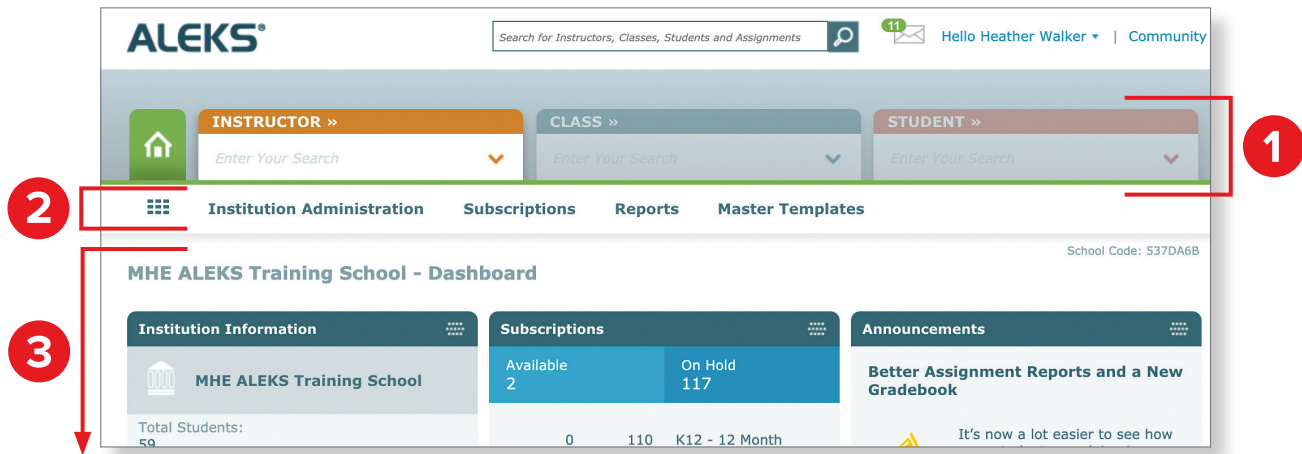 ALEKS®
Search for Instructors, Classes, Students and Assignments
11
Hello Heather Walker | Community
INSTRUCTOR »
CLASS »
STUDENT »
Enter Your Search
Enter Your Search
Enter Your Search
1
2
Institution Administration Subscriptions Reports Master Templates
School Code: 537DA6B
MHE ALEKS Training School - Dashboard
3
Institution Information
MHE ALEKS Training School
Total Students:
59
Subscriptions
Available
2
On Hold
117
0 110 K12 - 12 Month
Announcements
Better Assignment Reports and a New
Gradebook
It's now a lot easier to see how